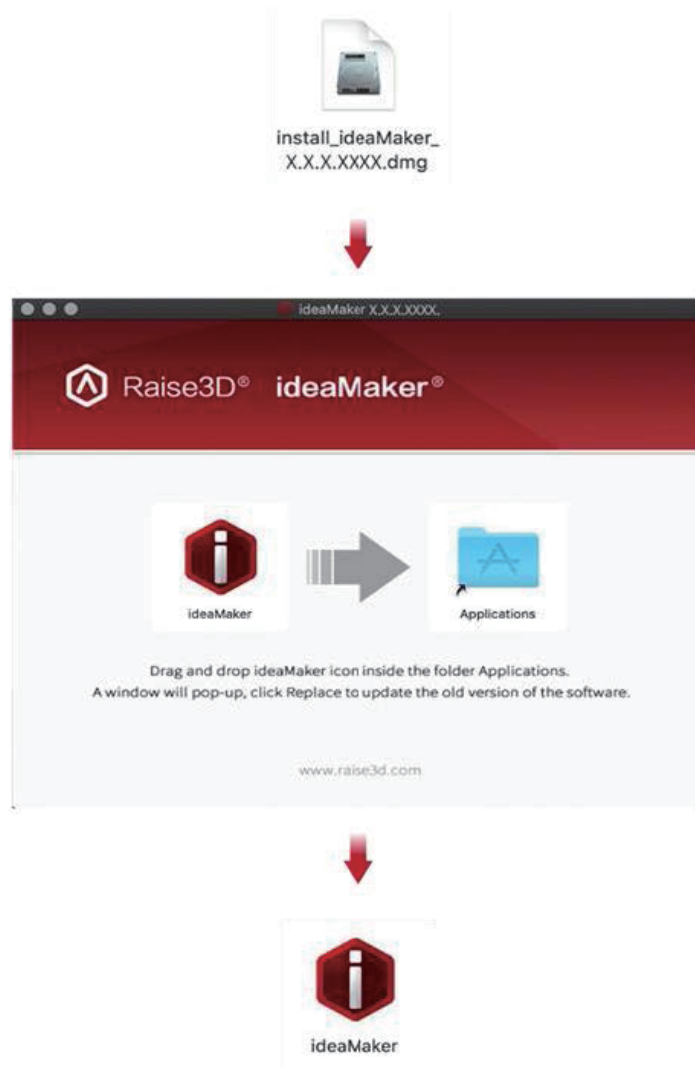 install_ideaMaker_
X.X.X.XXXX.dmg
ideaMaker X.X.X.XXXX.
Raise3D® ideaMaker®
ideaMaker
Applications
Drag and drop ideaMaker icon inside the folder Applications.
A window will pop-up, click Replace to update the old version of the software.
www.raise3d.com
ideaMaker